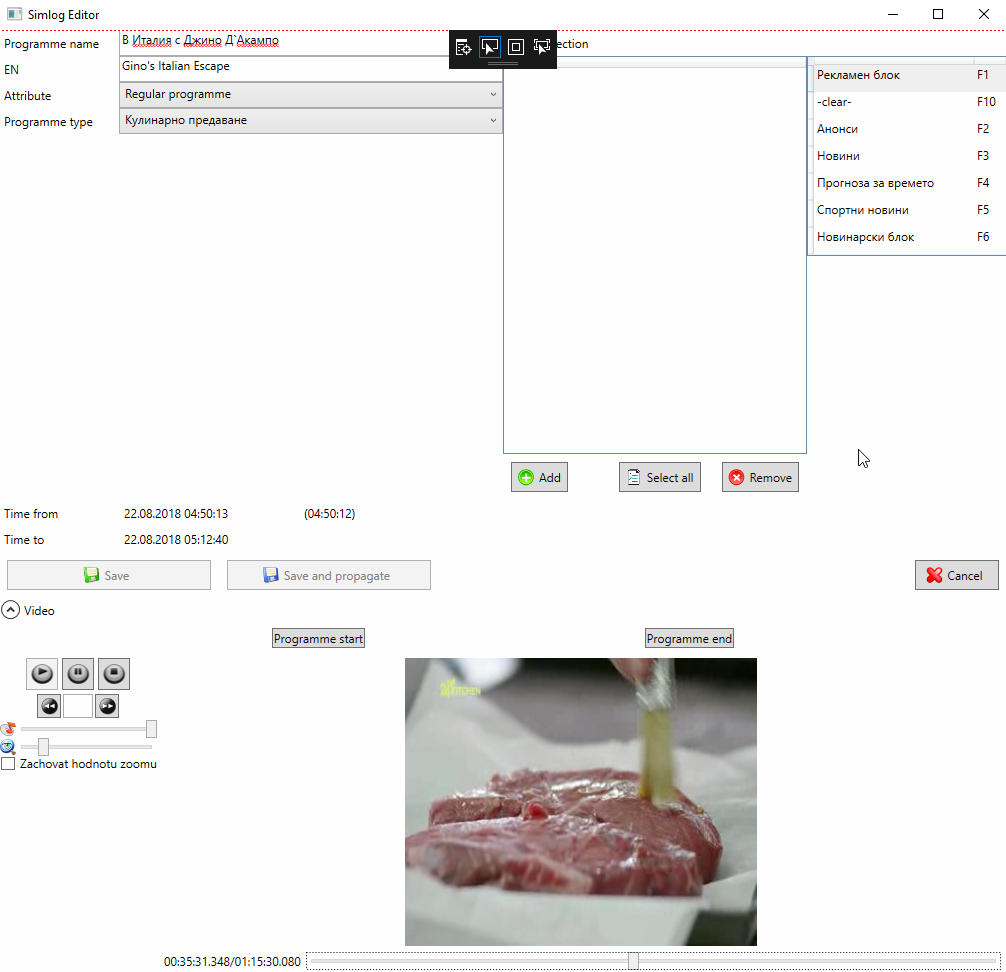 Simlog Editor
Programme name
В Италия с Джино Д`Акампо
ection
EN
Gino's Italian Escape
Attribute
Regular programme
Programme type
Кулинарно предаване
Рекламен блок F1
-clear- F10
Анонси F2
Новини F3
Прогноза за времето F4
Спортни новини F5
Новинарски блок F6
Add
Select all
Remove
Time from 22.08.2018 04:50:13 (04:50:12)
Time to 22.08.2018 05:12:40
Save
Save and propagate
Cancel
Video
Programme start
Programme end
24 KITCHEN
Zachovat hodnotu zoomu
00:35:31.348/01:15:30.080